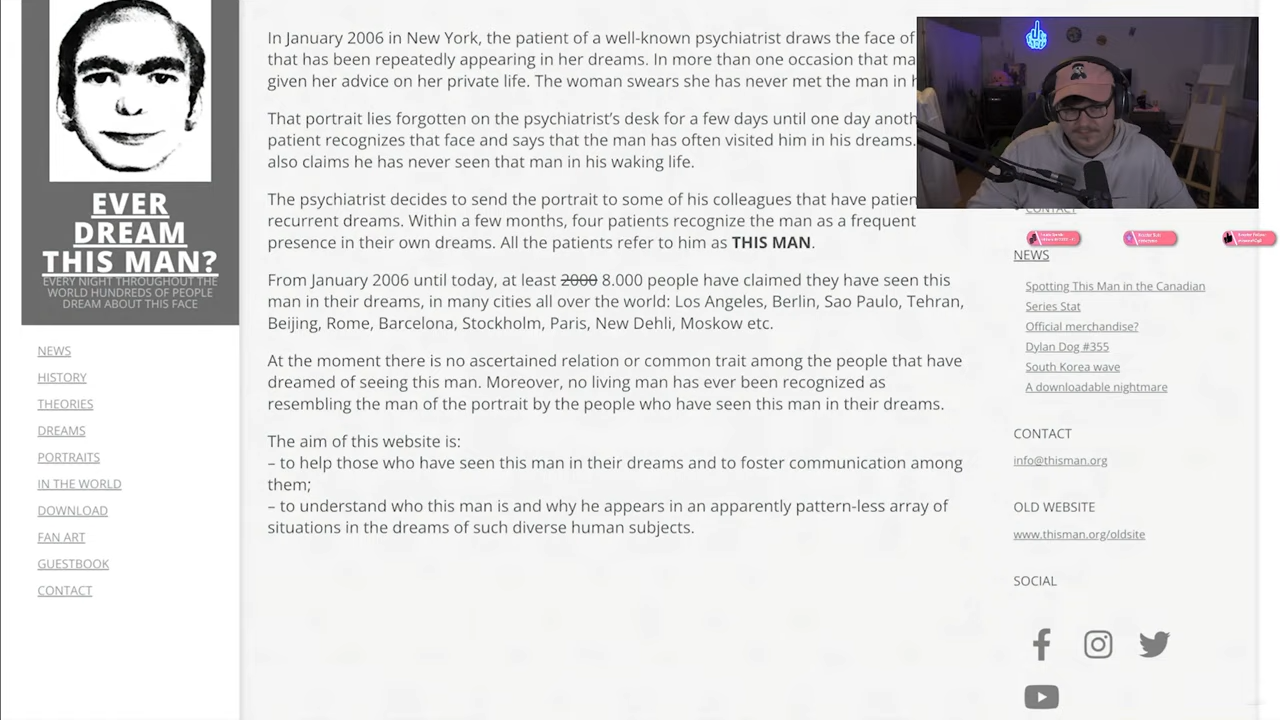 EVER
DREAM
THIS MAN?
EVERY NIGHT THROUGHOUT THE
WORLD HUNDREDS OF PEOPLE
DREAM ABOUT THIS FACE
NEWS
HISTORY
THEORIES
DREAMS
PORTRAITS
IN THE WORLD
DOWNLOAD
FAN ART
GUESTBOOK
CONTACT
In January 2006 in New York, the patient of a well-known psychiatrist draws the face of
that has been repeatedly appearing in her dreams. In more than one occasion that
given her advice on her private life. The woman swears she has never met the man in
That portrait lies forgotten on the psychiatrist's desk for a few days until one day
patient recognizes that face and says that the man has often visited him in his dreams.
also claims he has never seen that man in his waking life.
The psychiatrist decides to send the portrait to some of his colleagues that have
recurrent dreams. Within a few months, four patients recognize the man as a frequent
presence in their own dreams. All the patients refer to him as THIS MAN.
From January 2006 until today, at least 2000 8.000 people have claimed they have seen this
man in their dreams, in many cities all over the world: Los Angeles, Berlin, Sao Paulo, Tehran,
Beijing, Rome, Barcelona, Stockholm, Paris, New Dehli, Moskow etc.
At the moment there is no ascertained relation or common trait among the people that have
dreamed of seeing this man. Moreover, no living man has ever been recognized as
resembling the man of the portrait by the people who have seen this man in their dreams.
The aim of this website is:
– to help those who have seen this man in their dreams and to foster communication among
them;
– to understand who this man is and why he appears in an apparently pattern-less array of
situations in the dreams of such diverse human subjects.
CONTACT
NEWS
Spotting This Man in the Canadian
Series Stat
Official merchandise?
Dylan Dog #355
South Korea wave
A downloadable nightmare
CONTACT
info@thisman.org
OLD WEBSITE
www.thisman.org/oldsite
SOCIAL